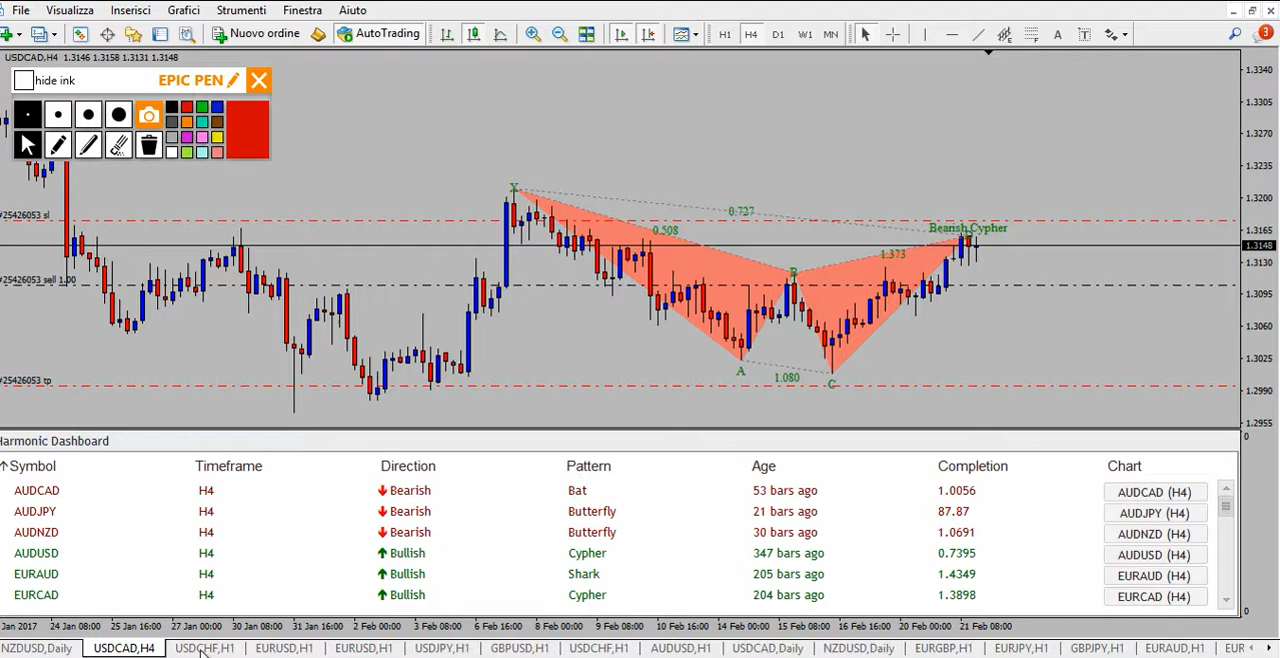 File Visualizza Inserisci Grafici Strumenti Finestra Aiuto
Nuovo ordine AutoTrading H1 H4 D1 W1 MN A T 3
USDCAD,H4 1.3146 1.3158 1.3131 1.3148
hide ink EPIC PEN
1.3340
1.3305
1.3270
1.3235
1.3200
1.3165
1.3148
1.3130
1.3095
1.3060
1.3025
1.2990
1.2955
#25426053 sl
#25426053 sell 1.00
#25426053 tp
X
0.727
0.508
Bearish Cypher
D
1.373
B
A
1.080
C
Harmonic Dashboard
0
Symbol Timeframe Direction Pattern Age Completion Chart
AUDCAD H4 Bearish Bat 53 bars ago 1.0056 AUDCAD (H4)
AUDJPY H4 Bearish Butterfly 21 bars ago 87.87 AUDJPY (H4)
AUDNZD H4 Bearish Butterfly 30 bars ago 1.0691 AUDNZD (H4)
AUDUSD H4 Bullish Cypher 347 bars ago 0.7395 AUDUSD (H4)
EURAUD H4 Bullish Shark 205 bars ago 1.4349 EURAUD (H4)
EURCAD H4 Bullish Cypher 204 bars ago 1.3898 EURCAD (H4)
0
Jan 2017 24 Jan 08:00 25 Jan 16:00 27 Jan 00:00 30 Jan 08:00 31 Jan 16:00 2 Feb 00:00 3 Feb 08:00 6 Feb 16:00 8 Feb 00:00 9 Feb 08:00 10 Feb 16:00 14 Feb 00:00 15 Feb 08:00 16 Feb 16:00 20 Feb 00:00 21 Feb 08:00
NZDUSD,Daily USDCAD,H4 USDCHF,H1 EURUSD,H1 EURUSD,H1 USDJPY,H1 GBPUSD,H1 USDCHF,H1 AUDUSD,H1 USDCAD,Daily NZDUSD,Daily EURGBP,H1 EURJPY,H1 GBPJPY,H1 EURAUD,H1 EUR